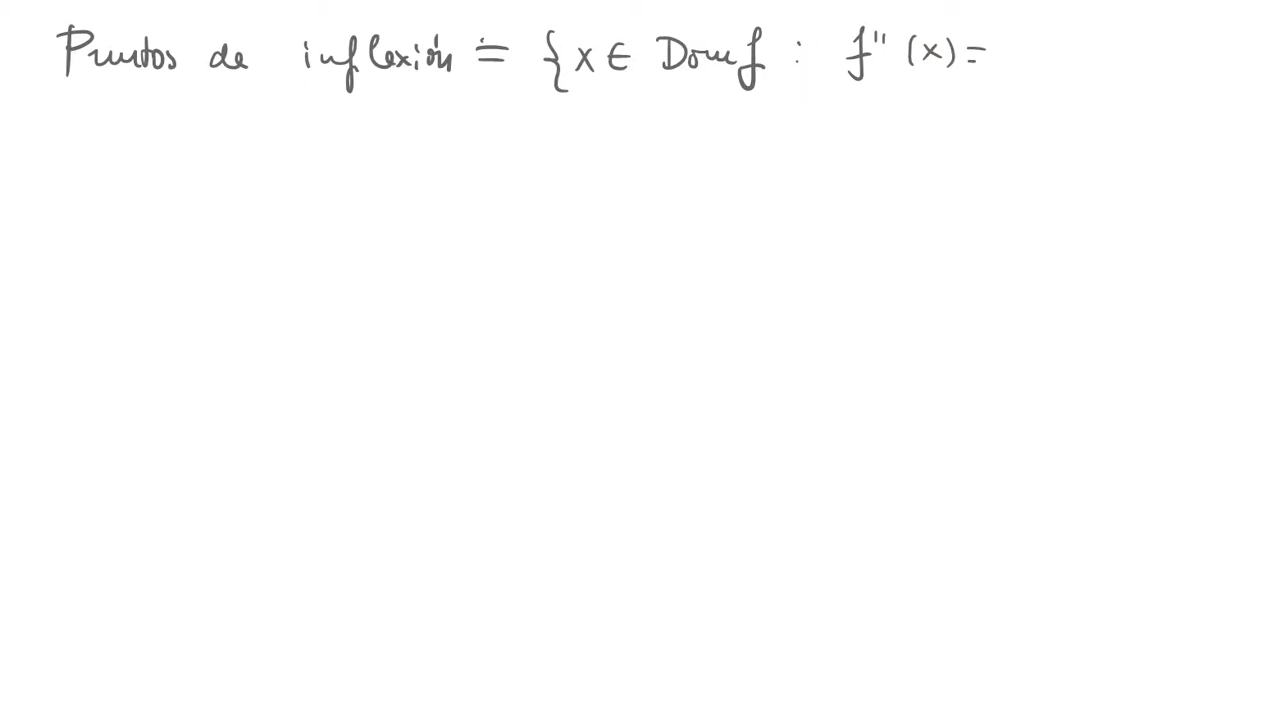 Puntos de inflexión ≐ {x ∈ Dom f : f'' (x) =